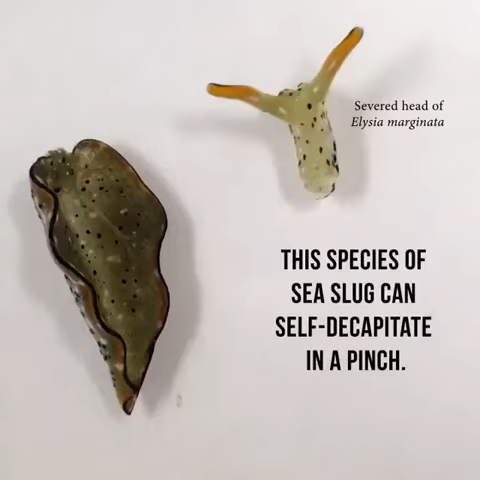 Severed head of
Elysia marginata
THIS SPECIES OF
SEA SLUG CAN
SELF-DECAPITATE
IN A PINCH.